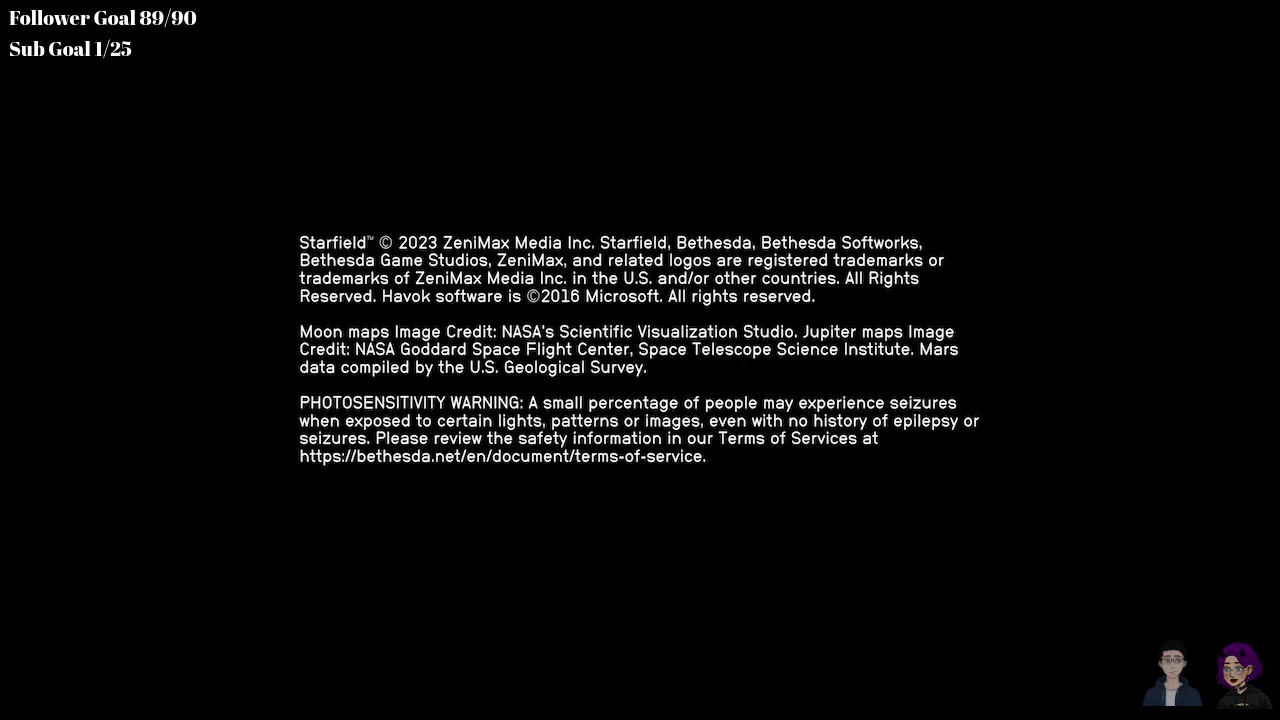 Follower Goal 89/90
Sub Goal 1/25
Starfield™ © 2023 ZeniMax Media Inc. Starfield, Bethesda, Bethesda Softworks,
Bethesda Game Studios, ZeniMax, and related logos are registered trademarks or
trademarks of ZeniMax Media Inc. in the U.S. and/or other countries. All Rights
Reserved. Havok software is ©2016 Microsoft. All rights reserved.
Moon maps Image Credit: NASA's Scientific Visualization Studio. Jupiter maps Image
Credit: NASA Goddard Space Flight Center, Space Telescope Science Institute. Mars
data compiled by the U.S. Geological Survey.
PHOTOSENSITIVITY WARNING: A small percentage of people may experience seizures
when exposed to certain lights, patterns or images, even with no history of epilepsy or
seizures. Please review the safety information in our Terms of Services at
https://bethesda.net/en/document/terms-of-service.